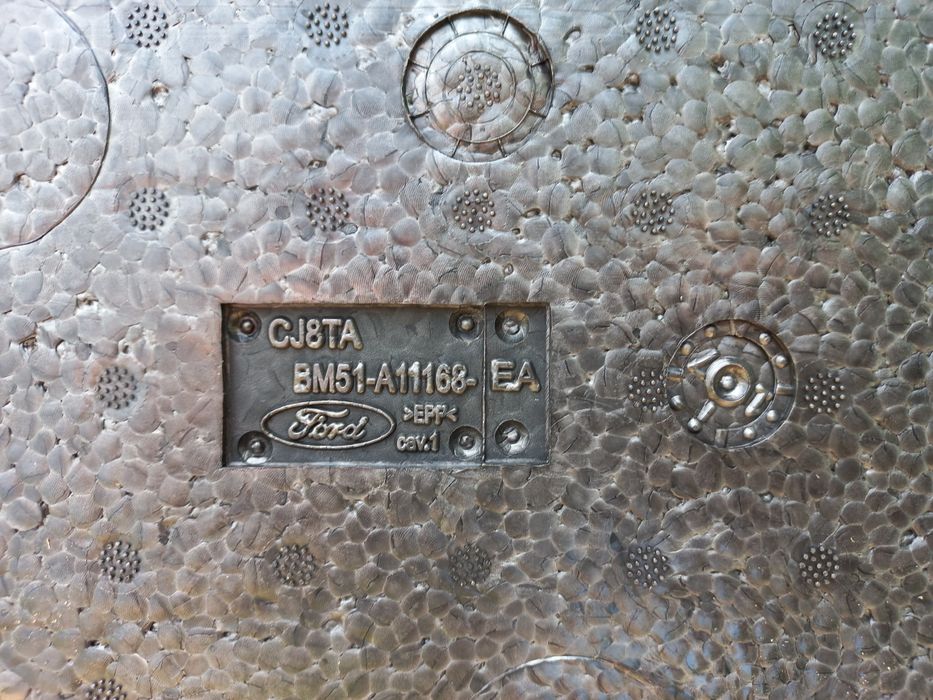 CJ8TA
BM51-A11168- EA
Ford >EPP<
cav.1